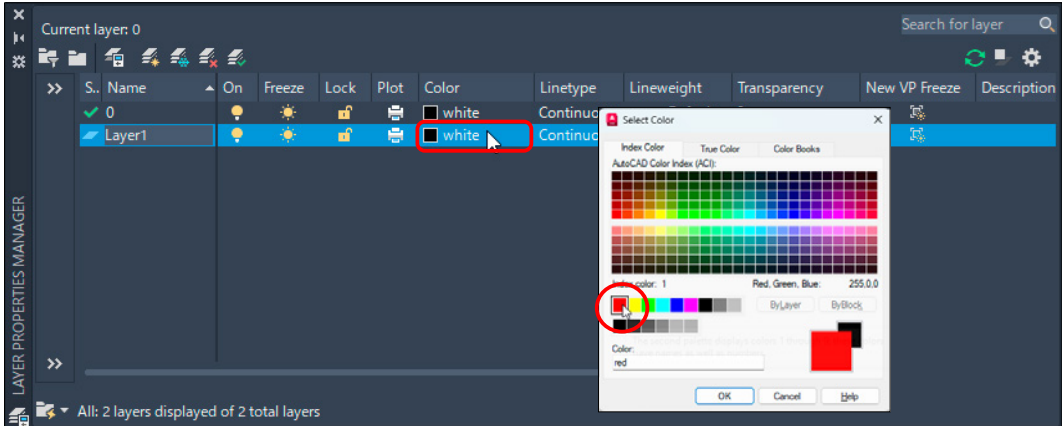 Current layer: 0
Search for layer
S.. Name On Freeze Lock Plot Color Linetype Lineweight Transparency New VP Freeze Description
0 white Continuo
Layer1 white Continuo
Select Color
Index Color True Color Color Books
AutoCAD Color Index (ACI):
Index color: 1 Red, Green, Blue: 255,0,0
ByLayer ByBlock
Color:
red
OK Cancel Help
LAYER PROPERTIES MANAGER
All: 2 layers displayed of 2 total layers